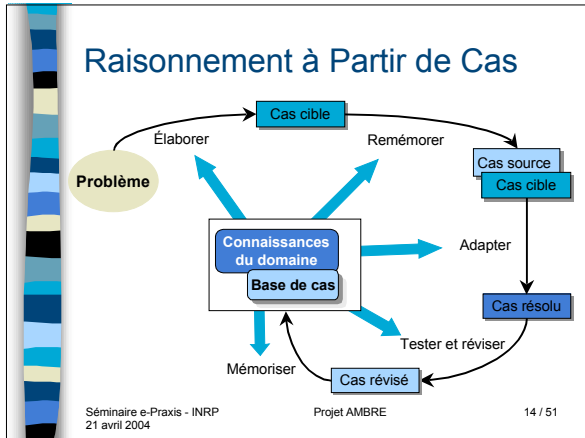 Raisonnement à Partir de Cas
Cas cible
Élaborer
Remémorer
Cas source
Cas cible
Problème
Connaissances
du domaine
Base de cas
Adapter
Cas résolu
Tester et réviser
Mémoriser
Cas révisé
Séminaire e-Praxis - INRP
21 avril 2004
Projet AMBRE
14 / 51